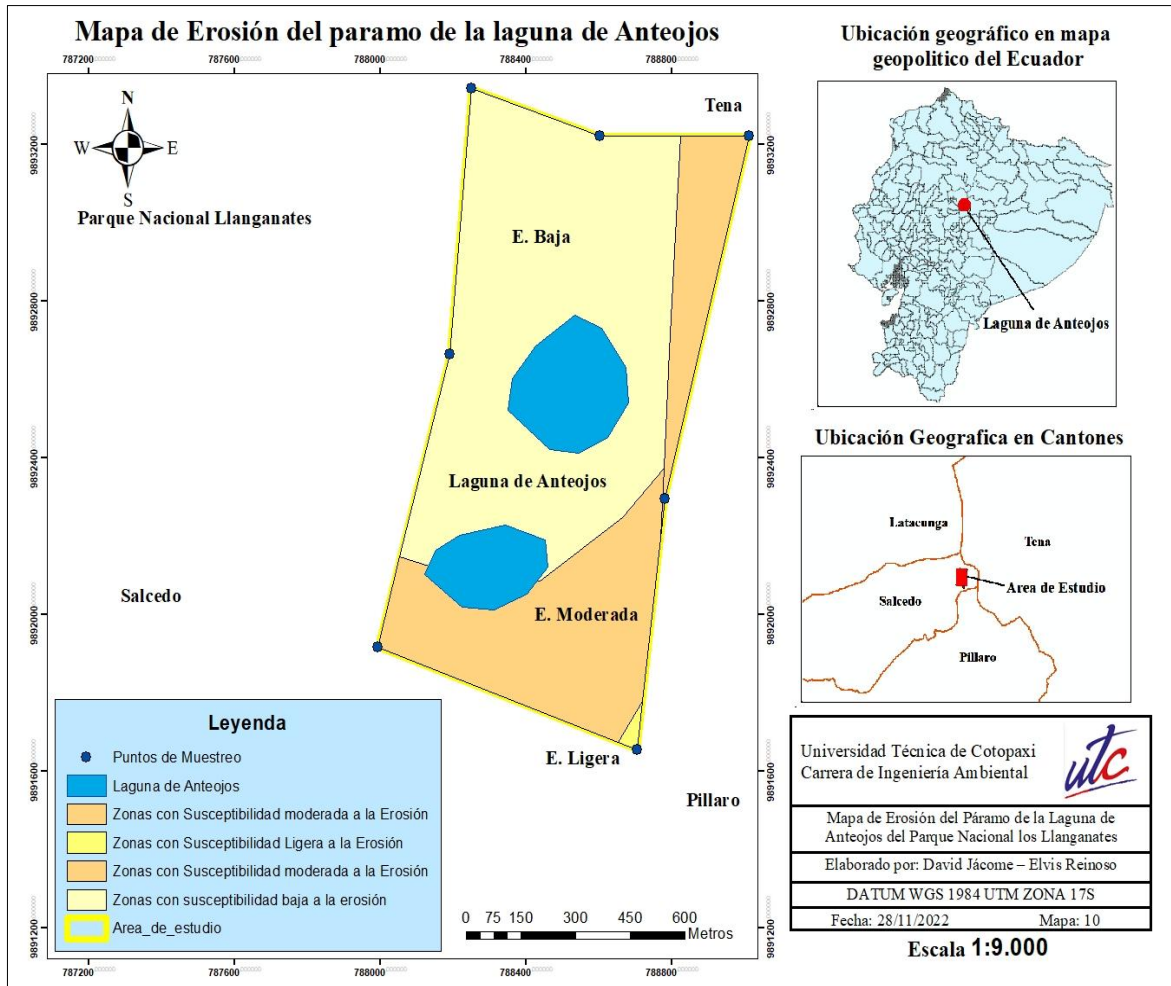 Mapa de Erosión del paramo de la laguna de Anteojos
787200 787600 788000 788400 788800
N
W E
S
Parque Nacional Llanganates
Tena
E. Baja
Laguna de Anteojos
Salcedo
E. Moderada
E. Ligera
Pillaro
9893200
9892800
9892400
9892000
9891600
9891200
9893200
9892800
9892400
9892000
9891600
9891200
Leyenda
Puntos de Muestreo
Laguna de Anteojos
Zonas con Susceptibilidad moderada a la Erosión
Zonas con Susceptibilidad Ligera a la Erosión
Zonas con Susceptibilidad moderada a la Erosión
Zonas con susceptibilidad baja a la erosión
Area_de_estudio
0 75 150 300 450 600
Metros
787200 787600 788000 788400 788800
Ubicación geográfico en mapa
geopolitico del Ecuador
Laguna de Anteojos
Ubicación Geografica en Cantones
Latacunga
Tena
Area de Estudio
Salcedo
Pillaro
Universidad Técnica de Cotopaxi
Carrera de Ingeniería Ambiental
utc
Mapa de Erosión del Páramo de la Laguna de
Anteojos del Parque Nacional los Llanganates
Elaborado por: David Jácome – Elvis Reinoso
DATUM WGS 1984 UTM ZONA 17S
Fecha: 28/11/2022 Mapa: 10
Escala 1:9.000